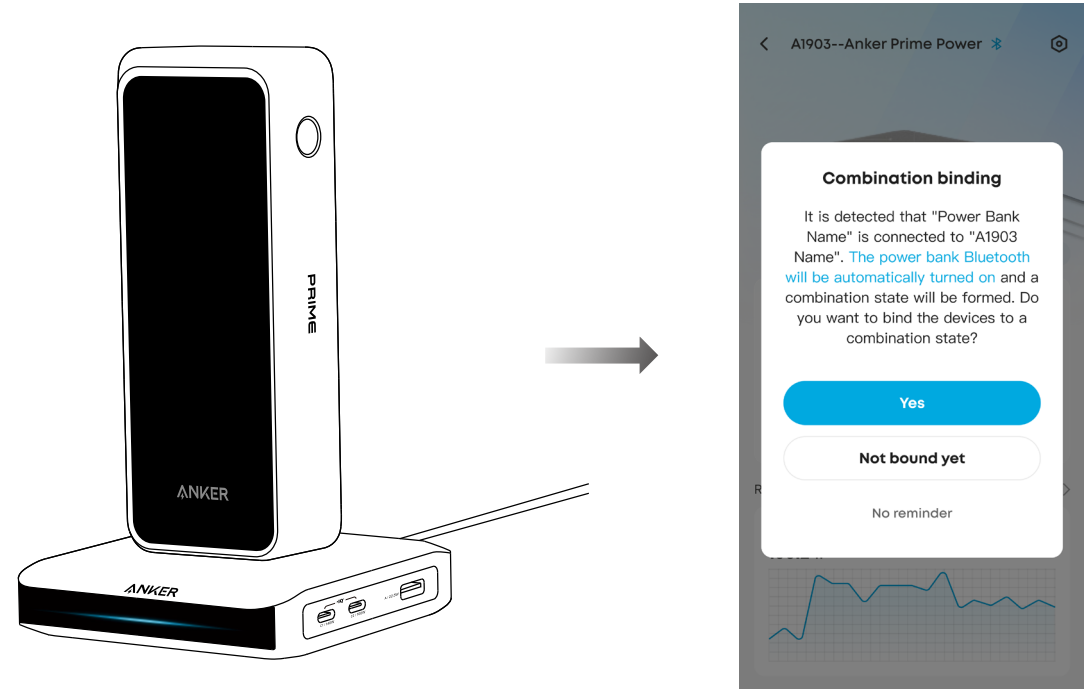 PRIME
ANKER
ANKER
A1903--Anker Prime Power
Combination binding
It is detected that "Power Bank
Name" is connected to "A1903
Name". The power bank Bluetooth
will be automatically turned on and a
combination state will be formed. Do
you want to bind the devices to a
combination state?
Yes
Not bound yet
R
No reminder